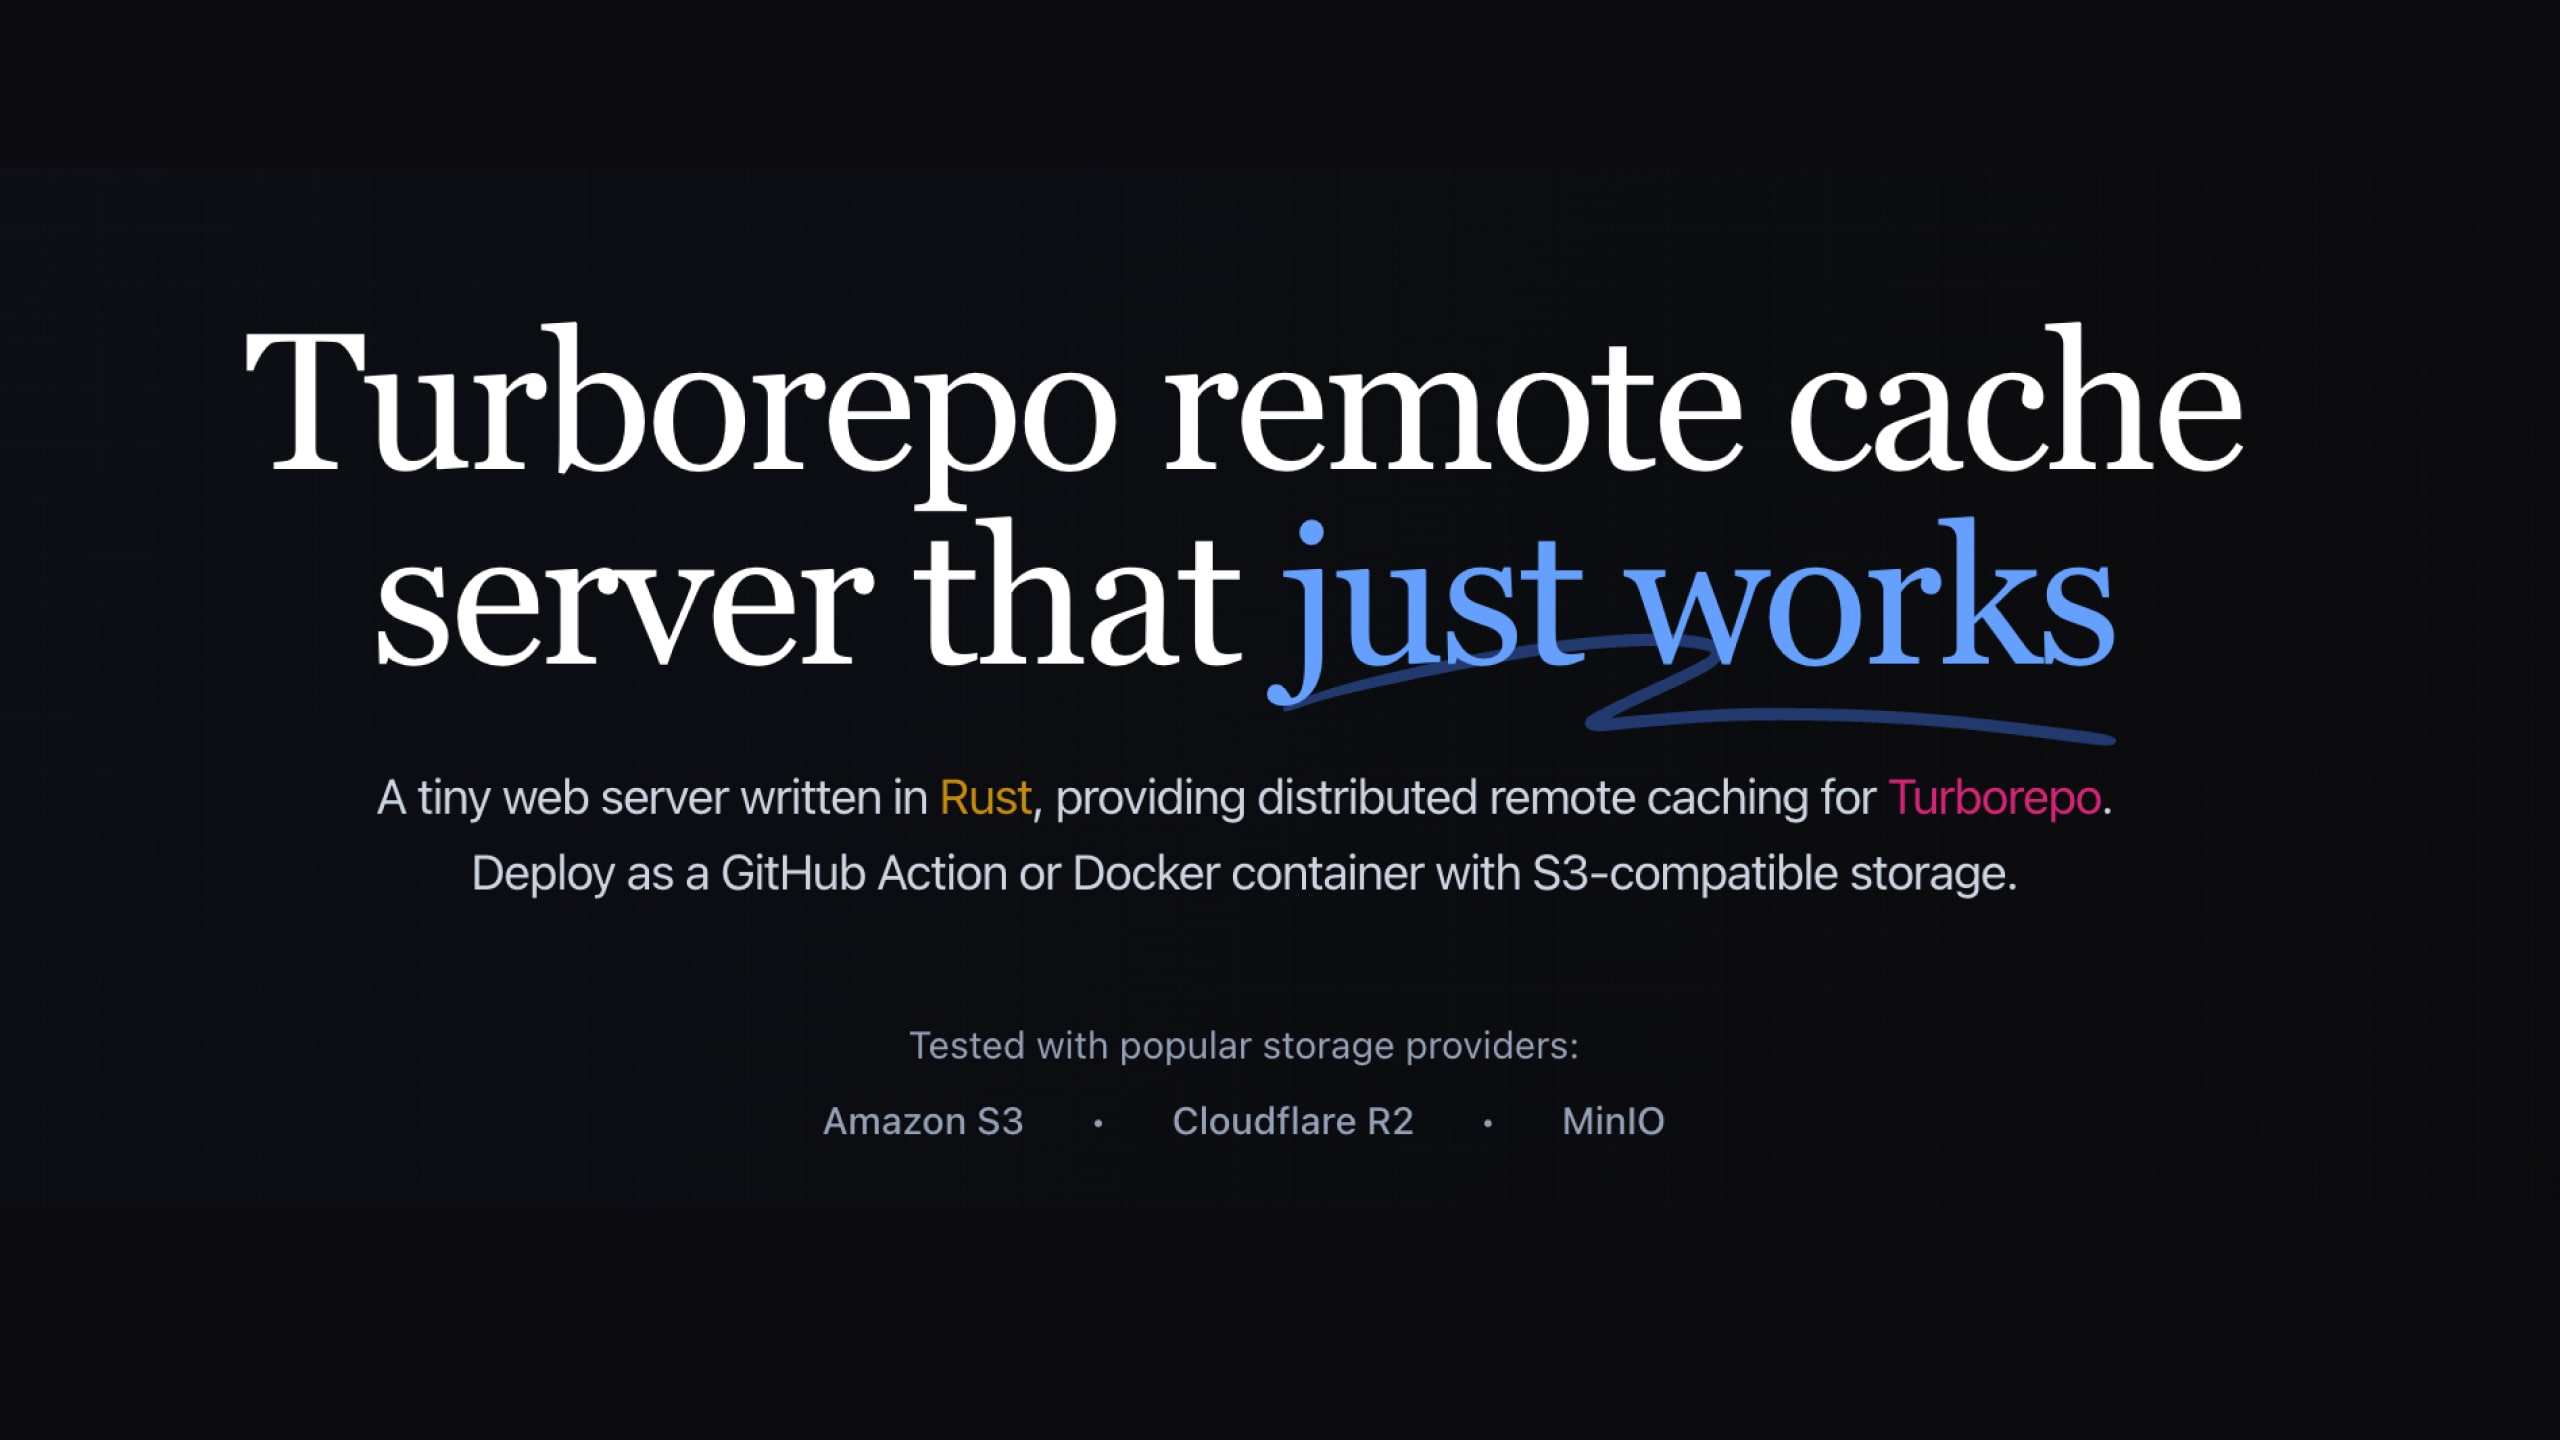 Turborepo remote cache
server that just works
A tiny web server written in Rust, providing distributed remote caching for Turborepo.
Deploy as a GitHub Action or Docker container with S3-compatible storage.
Tested with popular storage providers:
Amazon S3 • Cloudflare R2 • MinIO